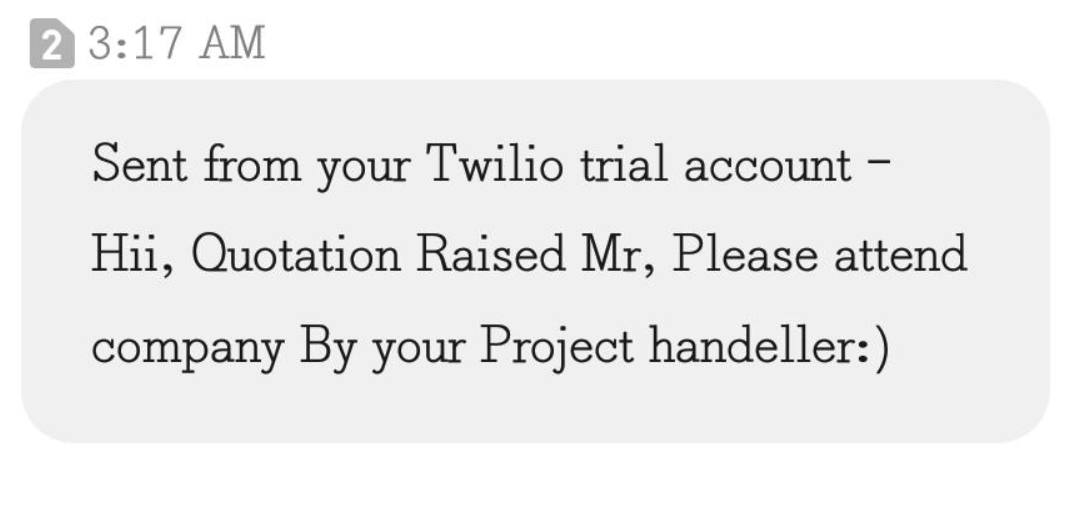 2 3:17 AM
Sent from your Twilio trial account -
Hii, Quotation Raised Mr, Please attend
company By your Project handeller:)